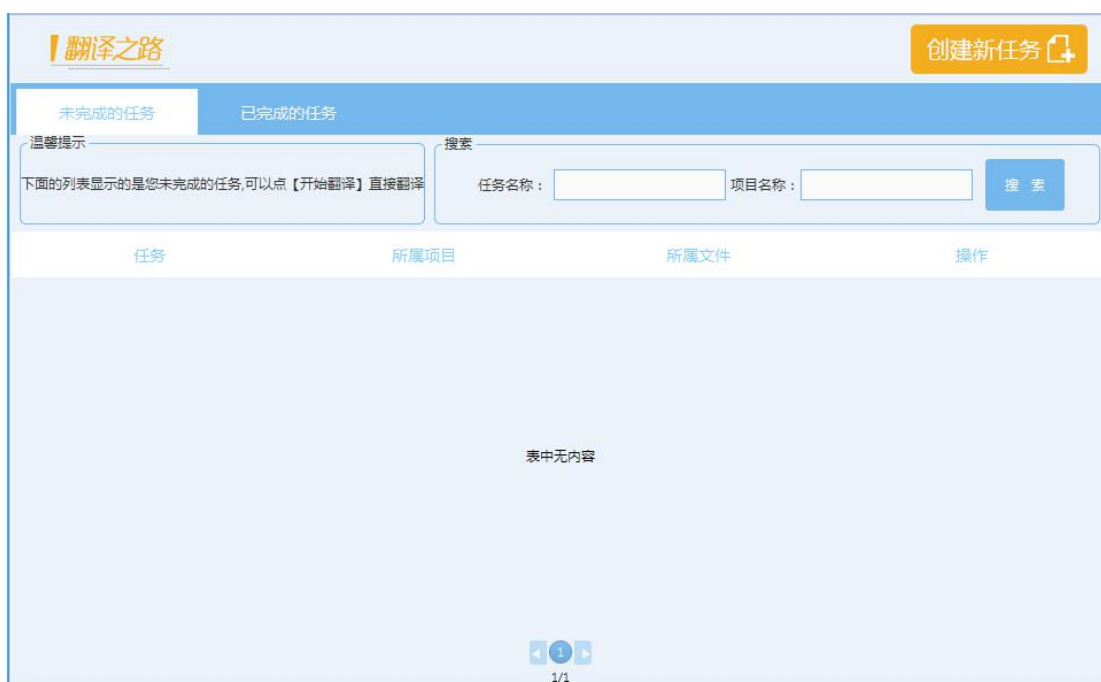 翻译之路
创建新任务
未完成的任务 已完成的任务
温馨提示
下面的列表显示的是您未完成的任务,可以点【开始翻译】直接翻译
搜索
任务名称： 项目名称： 搜 索
任务 所属项目 所属文件 操作
表中无内容
1
1/1